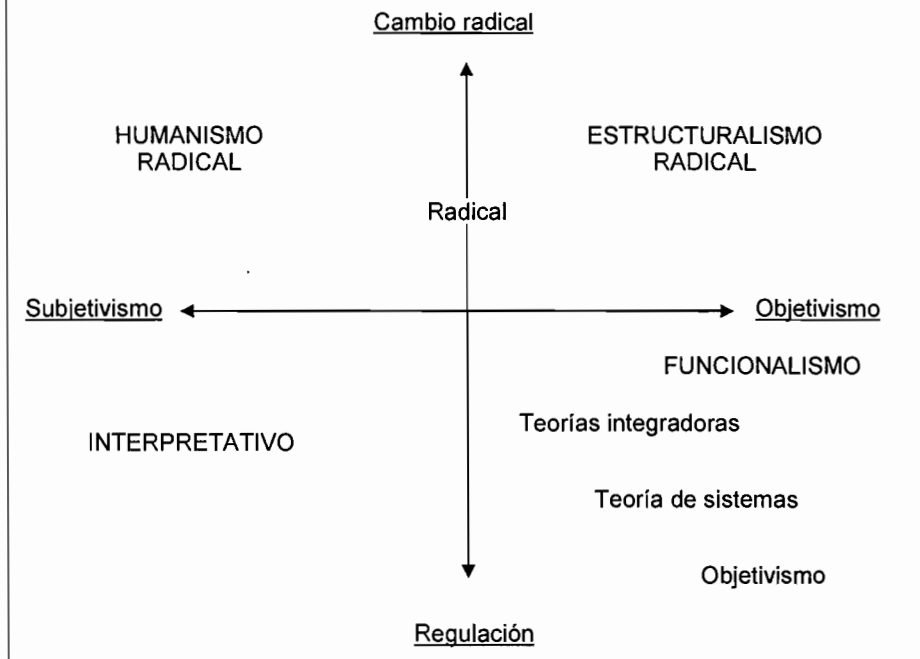 Cambio radical
HUMANISMO
RADICAL
ESTRUCTURALISMO
RADICAL
Radical
Subjetivismo
Objetivismo
FUNCIONALISMO
Teorías integradoras
INTERPRETATIVO
Teoría de sistemas
Objetivismo
Regulación